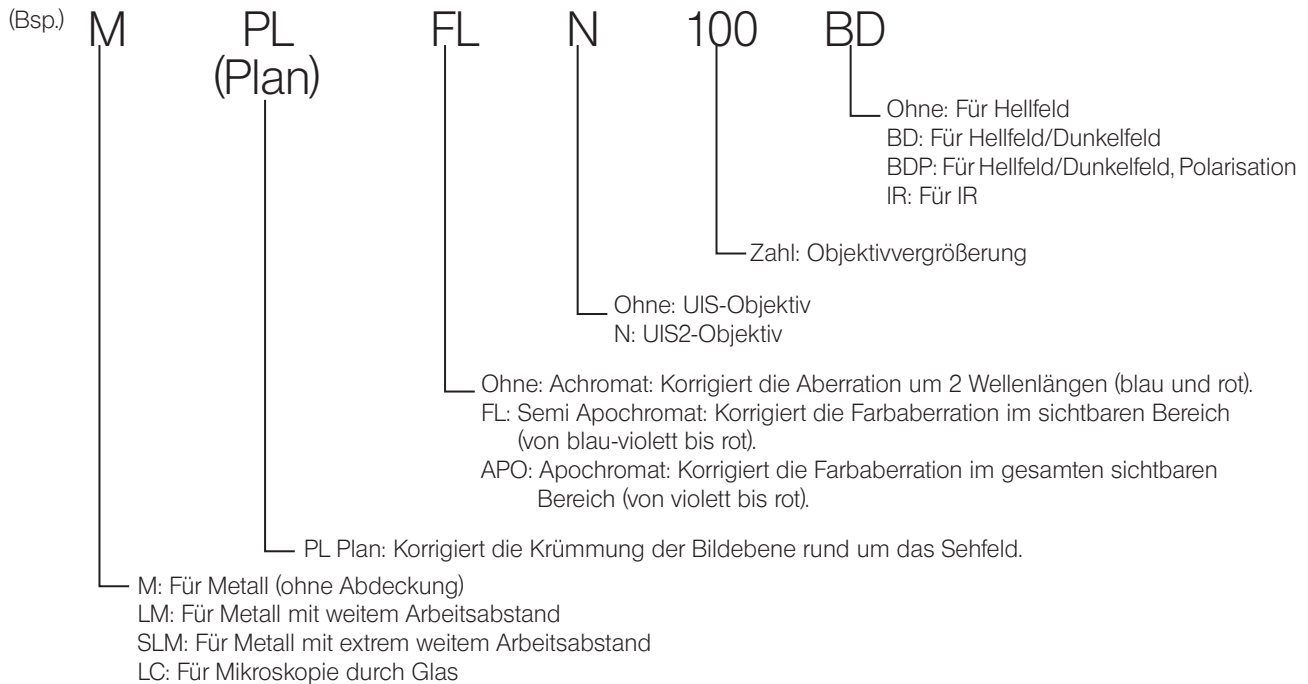 (Bsp.) M PL FL N 100 BD
(Plan)
Ohne: Für Hellfeld
BD: Für Hellfeld/Dunkelfeld
BDP: Für Hellfeld/Dunkelfeld, Polarisation
IR: Für IR
Zahl: Objektivvergrößerung
Ohne: UIS-Objektiv
N: UIS2-Objektiv
Ohne: Achromat: Korrigiert die Aberration um 2 Wellenlängen (blau und rot).
FL: Semi Apochromat: Korrigiert die Farbaberration im sichtbaren Bereich
(von blau-violett bis rot).
APO: Apochromat: Korrigiert die Farbaberration im gesamten sichtbaren
Bereich (von violett bis rot).
PL Plan: Korrigiert die Krümmung der Bildebene rund um das Sehfeld.
M: Für Metall (ohne Abdeckung)
LM: Für Metall mit weitem Arbeitsabstand
SLM: Für Metall mit extrem weitem Arbeitsabstand
LC: Für Mikroskopie durch Glas